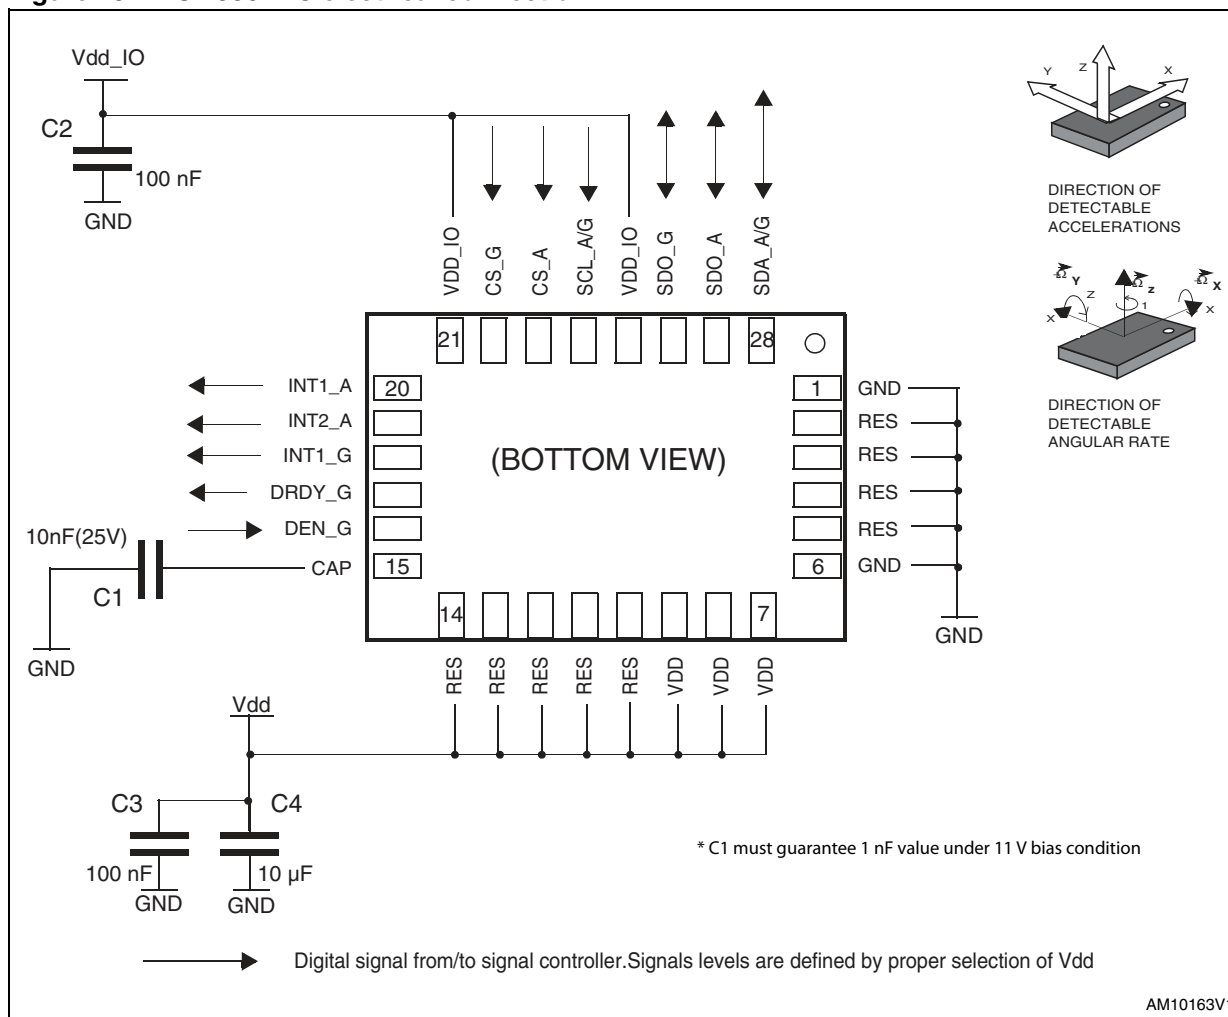 Vdd_IO
C2
100 nF
GND
VDD_IO
CS_G
CS_A
SCL_A/G
VDD_IO
SDO_G
SDO_A
SDA_A/G
Y
Z
X
DIRECTION OF
DETECTABLE
ACCELERATIONS
Ω Y
Ω z
Ω X
Z
X
1
X
DIRECTION OF
DETECTABLE
ANGULAR RATE
21
28
INT1_A
20
1
GND
INT2_A
RES
INT1_G
RES
(BOTTOM VIEW)
DRDY_G
RES
DEN_G
RES
10nF(25V)
CAP
15
6
GND
C1
GND
14
7
GND
RES
RES
RES
RES
RES
VDD
VDD
VDD
Vdd
C3
C4
100 nF
10 µF
GND
GND
* C1 must guarantee 1 nF value under 11 V bias condition
Digital signal from/to signal controller.Signals levels are defined by proper selection of Vdd